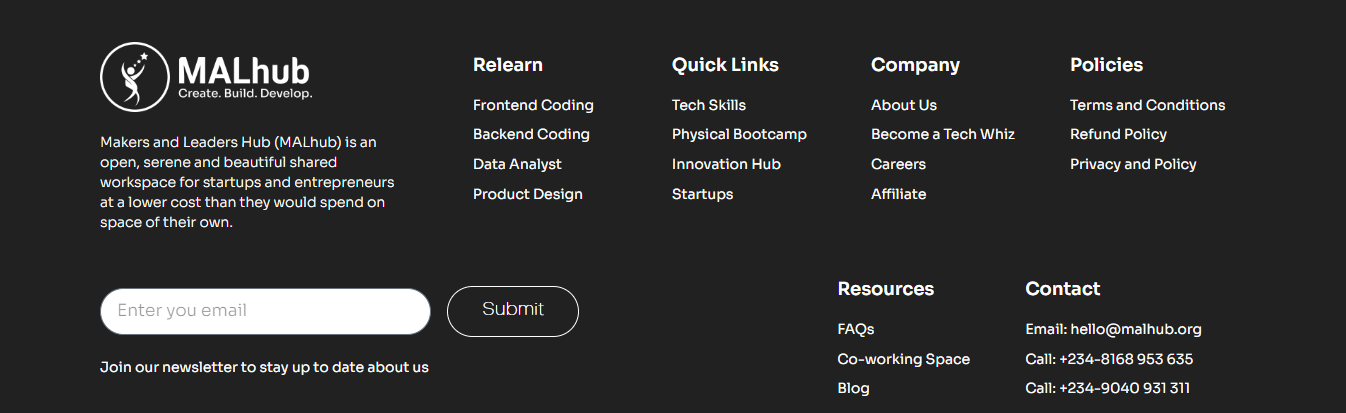 MALhub
Create. Build. Develop.
Makers and Leaders Hub (MALhub) is an
open, serene and beautiful shared
workspace for startups and entrepreneurs
at a lower cost than they would spend on
space of their own.
Relearn
Frontend Coding
Backend Coding
Data Analyst
Product Design
Quick Links
Tech Skills
Physical Bootcamp
Innovation Hub
Startups
Company
About Us
Become a Tech Whiz
Careers
Affiliate
Policies
Terms and Conditions
Refund Policy
Privacy and Policy
Enter you email
Submit
Join our newsletter to stay up to date about us
Resources
FAQs
Co-working Space
Blog
Contact
Email: hello@malhub.org
Call: +234-8168 953 635
Call: +234-9040 931 311